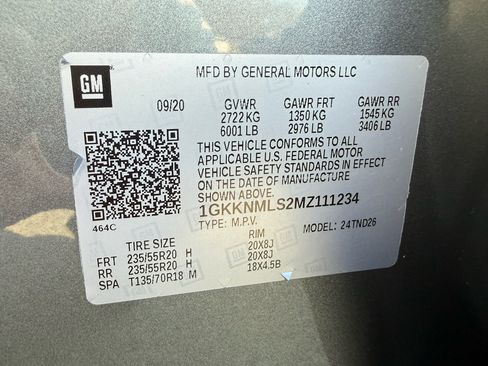 GM
MFD BY GENERAL MOTORS LLC
09/20 GVWR GAWR FRT GAWR RR
2722 KG 1350 KG 1545 KG
6001 LB 2976 LB 3406 LB
THIS VEHICLE CONFORMS TO ALL
APPLICABLE U.S. FEDERAL MOTOR
VEHICLE SAFETY STANDARDS IN EFFECT
ON THE DATE OF MANUFACTURE
SHOWN ABOVE.
464C 1GKKNMLS2MZ111234
TYPE: M.P.V. MODEL: 24TND26
TIRE SIZE RIM
FRT 235/55R20 H 20X8J
RR 235/55R20 H 20X8J
SPA T135/70R18 M 18X4.5B